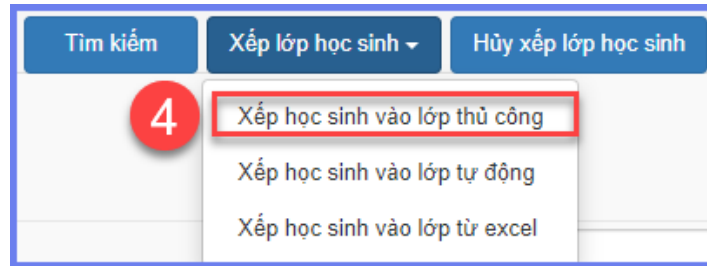 Tìm kiếm Xếp lớp học sinh Hủy xếp lớp học sinh
4 Xếp học sinh vào lớp thủ công
Xếp học sinh vào lớp tự động
Xếp học sinh vào lớp từ excel